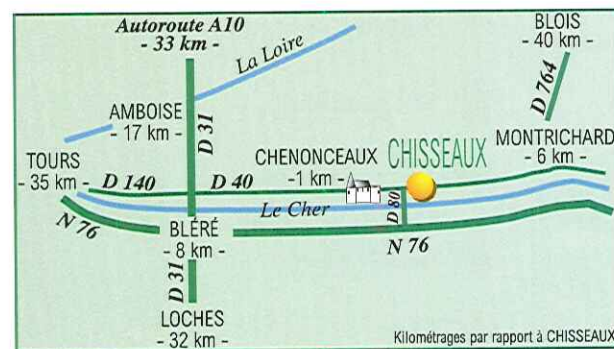 Autoroute A10
- 33 km -
La Loire
BLOIS
- 40 km -
D 764
AMBOISE
- 17 km -
D 31
TOURS
- 35 km -
CHENONCEAUX
-1 km -
CHISSEAUX
MONTRICHARD
- 6 km -
D 140
D 40
D 80
Le Cher
N 76
BLÉRÉ
- 8 km -
N 76
D 31
LOCHES
- 32 km -
Kilométrages par rapport à CHISSEAUX